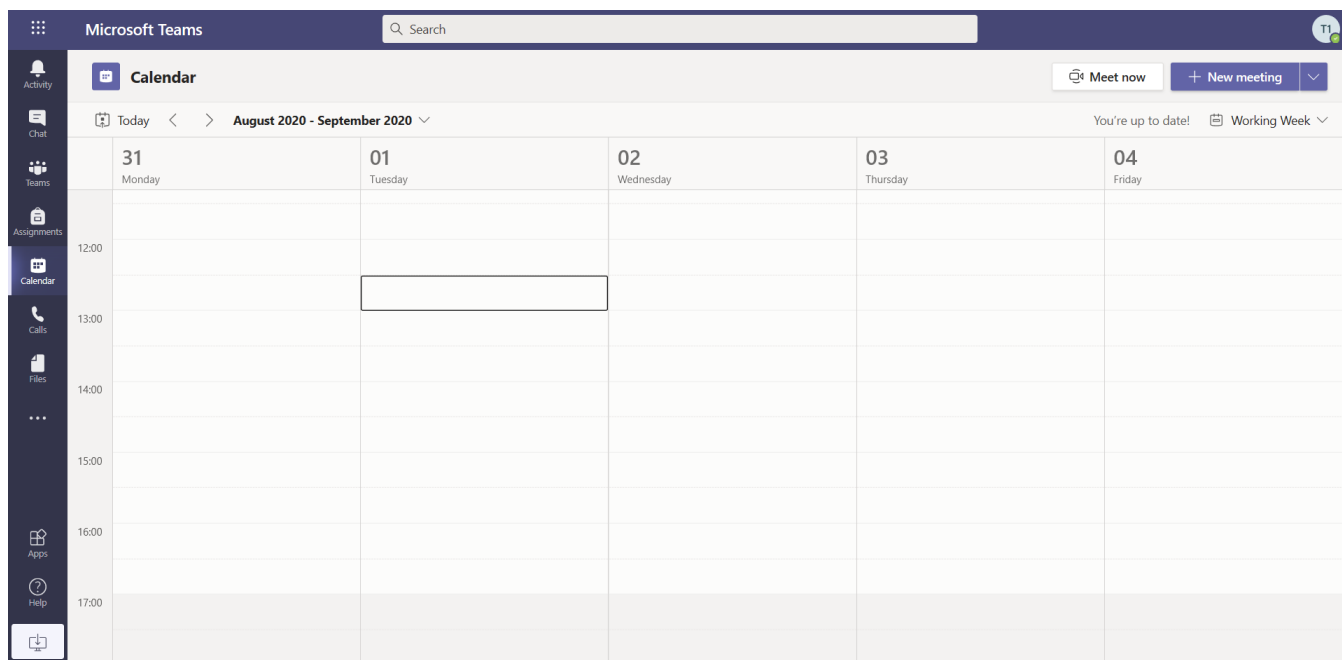 Microsoft Teams
Search
T1
Activity
Chat
Teams
Assignments
Calendar
Calls
Files
Apps
Help
Calendar
Meet now
New meeting
Today
August 2020 - September 2020
You're up to date!
Working Week
31
Monday
01
Tuesday
02
Wednesday
03
Thursday
04
Friday
12:00
13:00
14:00
15:00
16:00
17:00